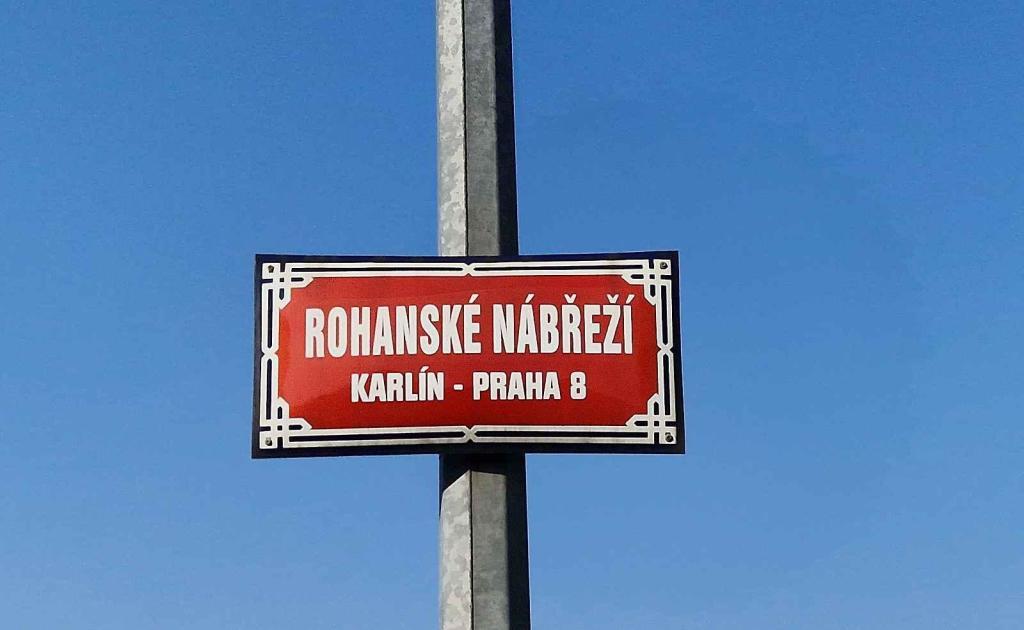 ROHANSKÉ NÁBŘEŽÍ
KARLÍN - PRAHA 8